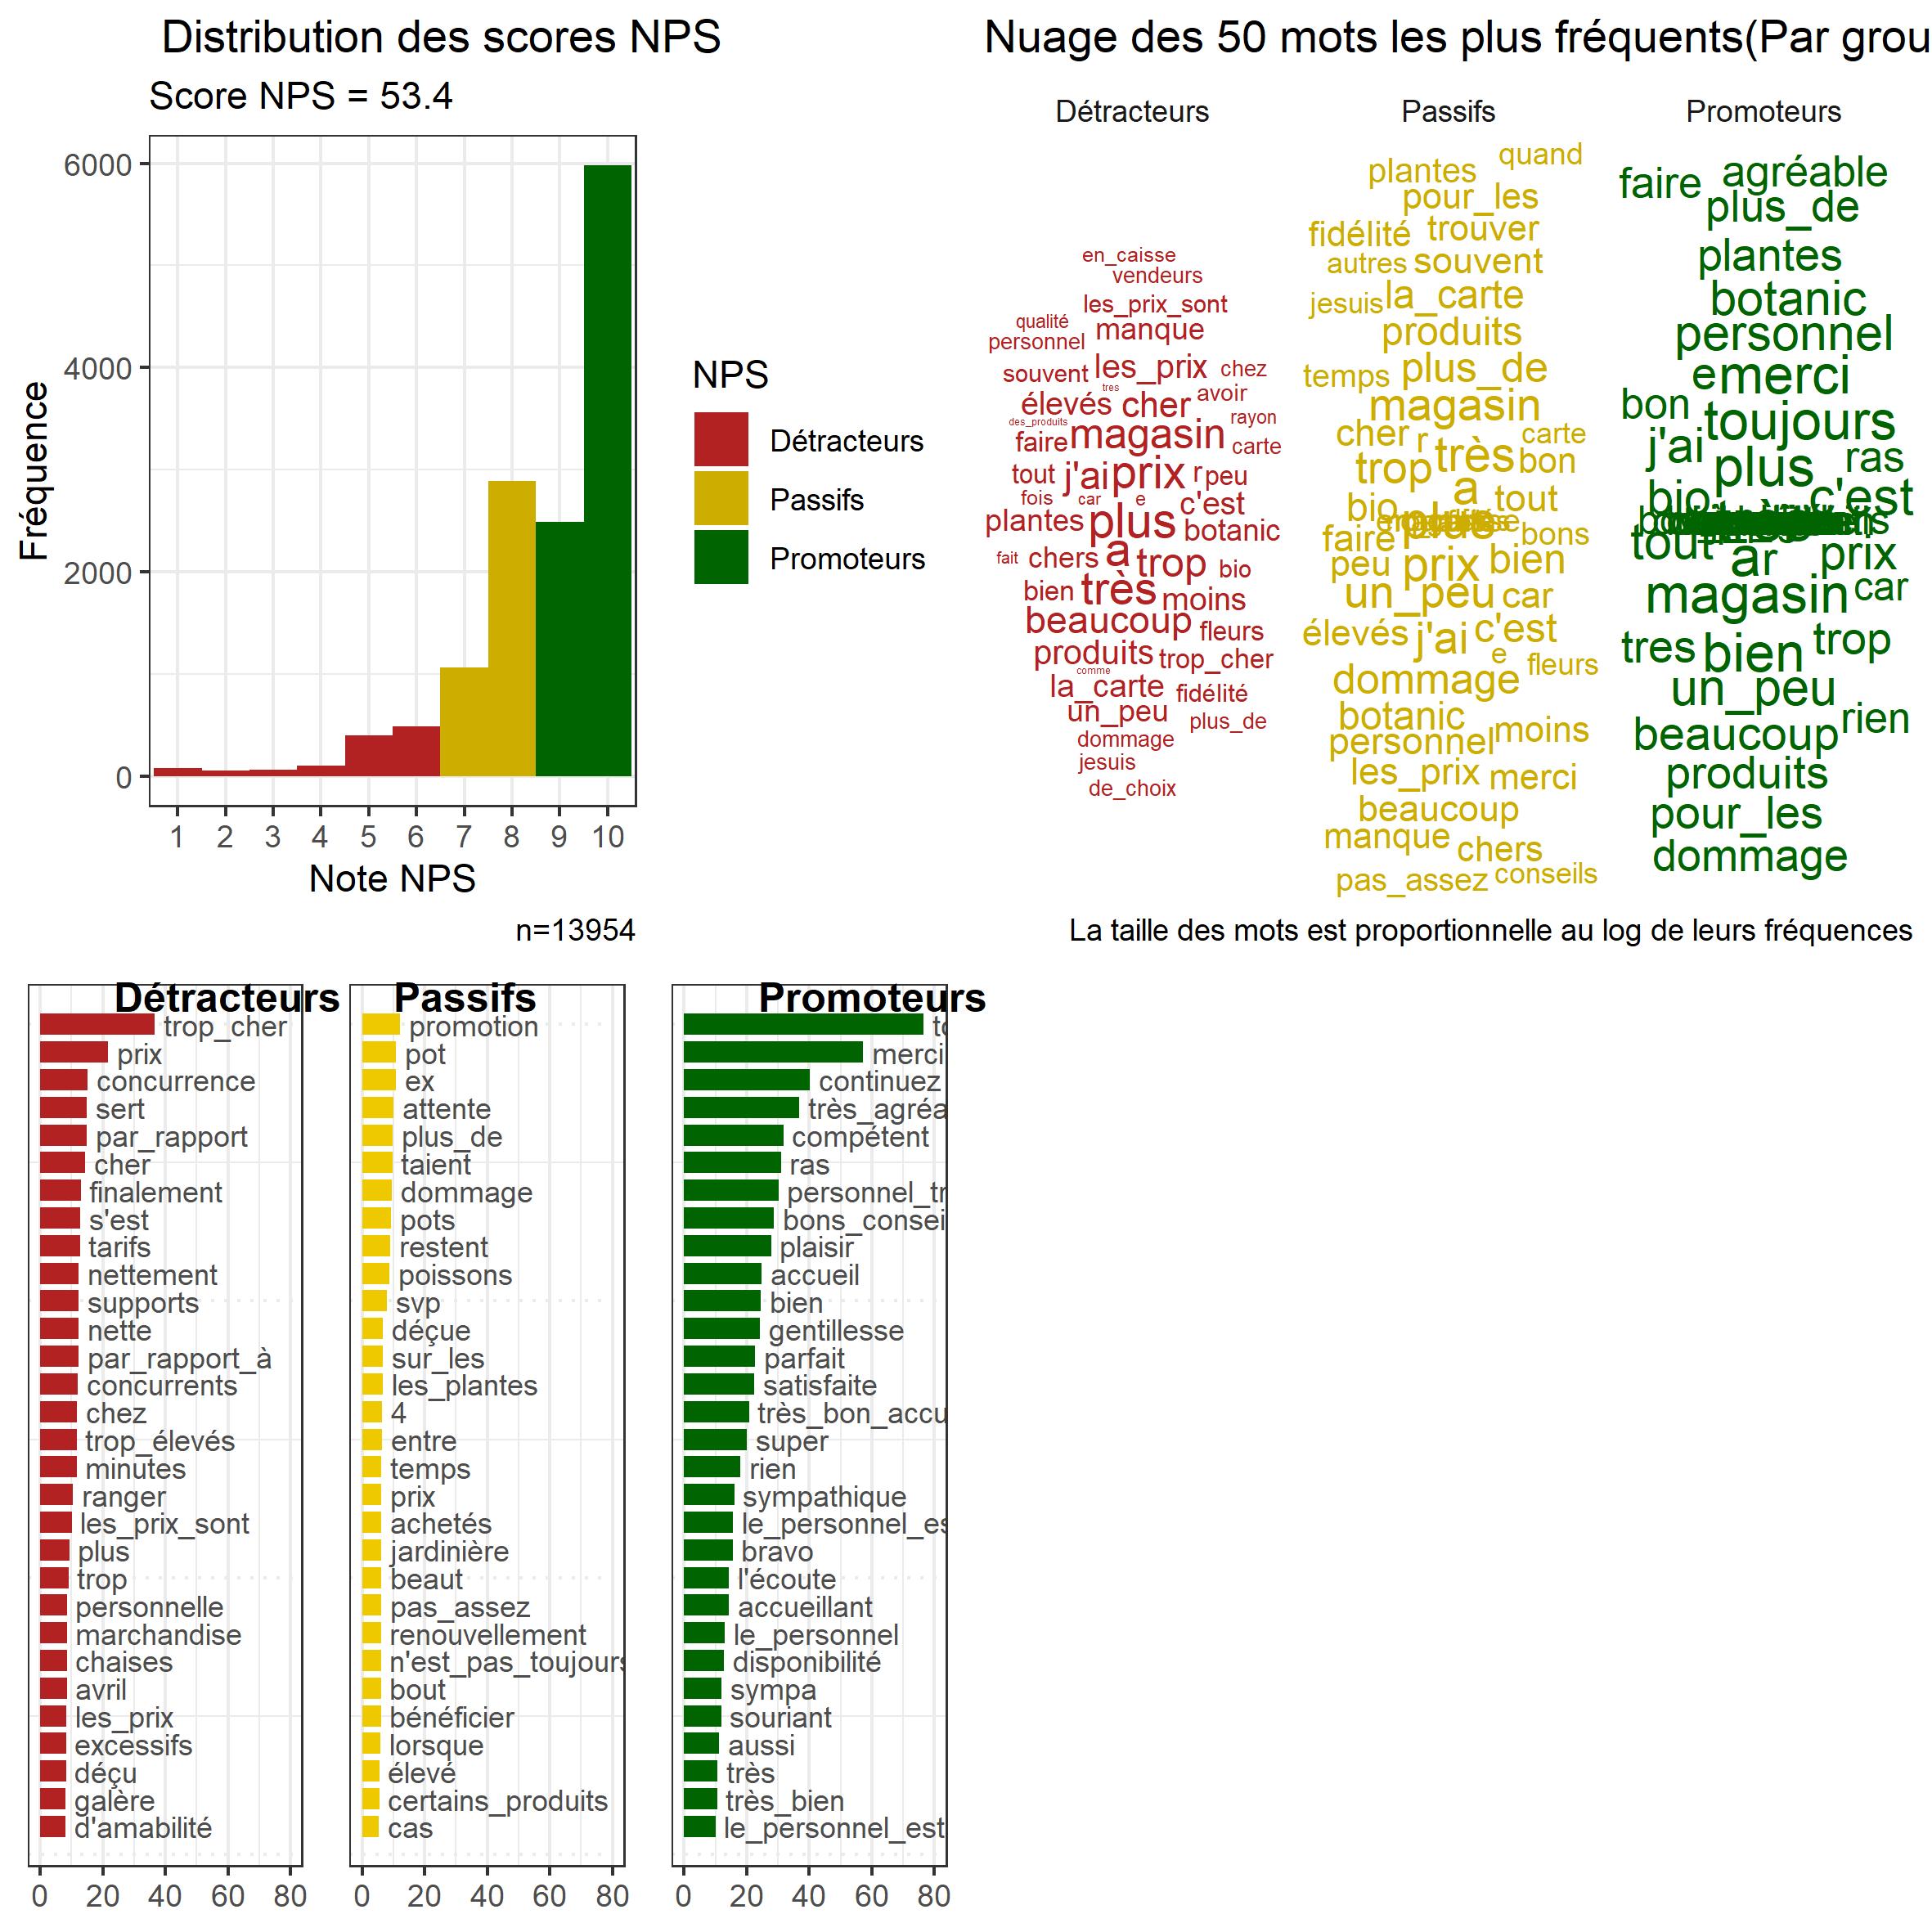 Distribution des scores NPS
Score NPS = 53.4
6000
4000
2000
0
Fréquence
1 2 3 4 5 6 7 8 9 10
Note NPS
n=13954
NPS
Détracteurs
Passifs
Promoteurs
Nuage des 50 mots les plus fréquents(Par grou
Détracteurs
en_caisse
vendeurs
les_prix_sont
qualité
manque
personnel
souvent les_prix chez
tres
avoir
élevés cher
rayon
des_produits
faire magasin carte
tout j'ai prix r peu
fois car e c'est
plantes plus botanic
a
fait chers trop bio
bien très moins
beaucoup fleurs
produits trop_cher
comme
la_carte fidélité
un_peu plus_de
dommage
jesuis
de_choix
Passifs
quand
plantes
pour_les
fidélité trouver
autres souvent
jesuis la_carte
produits
temps plus_de
magasin
cher r carte
trop très bon
a
bio tout
plus
faire bons
peu prix bien
un_peu car
élevés j'ai c'est
e fleurs
dommage
botanic moins
personnel
les_prix merci
beaucoup
manque chers
pas_assez conseils
Promoteurs
faire agréable
plus_de
plantes
botanic
personnel
e merci
bon toujours
j'ai plus ras
bio c'est
tout a r prix
magasin car
tres bien trop
un_peu
beaucoup rien
produits
pour_les
dommage
La taille des mots est proportionnelle au log de leurs fréquences
Détracteurs
trop_cher
prix
concurrence
sert
par_rapport
cher
finalement
s'est
tarifs
nettement
supports
nette
par_rapport_à
concurrents
chez
trop_élevés
minutes
ranger
les_prix_sont
plus
trop
personnelle
marchandise
chaises
avril
les_prix
excessifs
déçu
galère
d'amabilité
0 20 40 60 80
Passifs
promotion
pot
ex
attente
plus_de
taient
dommage
pots
restent
poissons
svp
déçue
sur_les
les_plantes
4
entre
temps
prix
achetés
jardinière
beaut
pas_assez
renouvellement
n'est_pas_toujours
bout
bénéficier
lorsque
élevé
certains_produits
cas
0 20 40 60 80
Promoteurs
merci
continuez
très_agréa
compétent
ras
personnel_tr
bons_consei
plaisir
accueil
bien
gentillesse
parfait
satisfaite
très_bon_accu
super
rien
sympathique
le_personnel_es
bravo
l'écoute
accueillant
le_personnel
disponibilité
sympa
souriant
aussi
très
très_bien
le_personnel_est
0 20 40 60 80